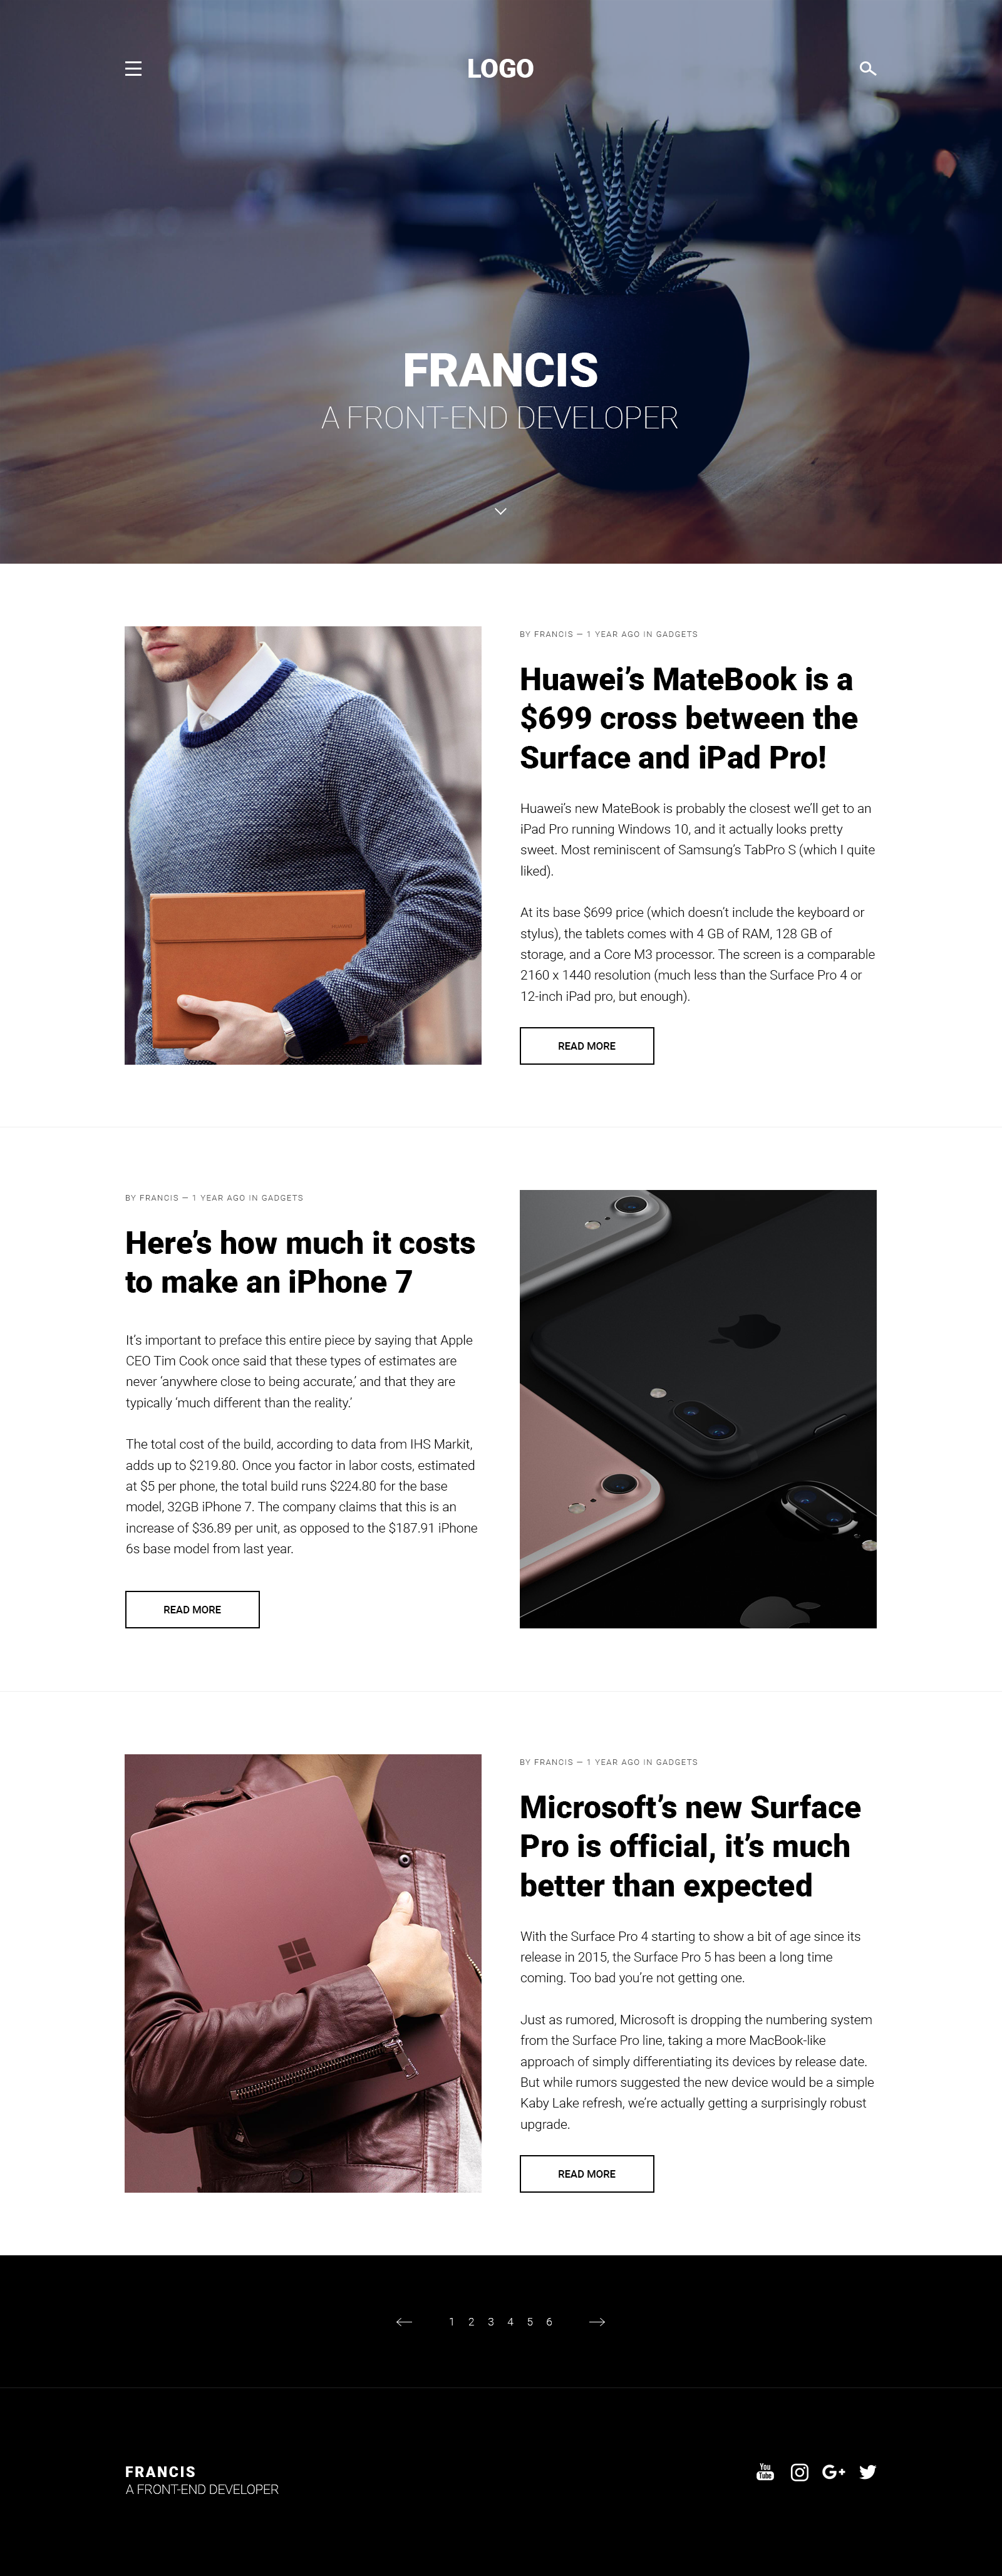 LOGO
FRANCIS
A FRONT-END DEVELOPER
BY FRANCIS — 1 YEAR AGO IN GADGETS
Huawei’s MateBook is a
$699 cross between the
Surface and iPad Pro!
Huawei’s new MateBook is probably the closest we’ll get to an
iPad Pro running Windows 10, and it actually looks pretty
sweet. Most reminiscent of Samsung’s TabPro S (which I quite
liked).
At its base $699 price (which doesn’t include the keyboard or
stylus), the tablets comes with 4 GB of RAM, 128 GB of
storage, and a Core M3 processor. The screen is a comparable
2160 x 1440 resolution (much less than the Surface Pro 4 or
12-inch iPad pro, but enough).
READ MORE
BY FRANCIS — 1 YEAR AGO IN GADGETS
Here’s how much it costs
to make an iPhone 7
It’s important to preface this entire piece by saying that Apple
CEO Tim Cook once said that these types of estimates are
never ‘anywhere close to being accurate,’ and that they are
typically ‘much different than the reality.’
The total cost of the build, according to data from IHS Markit,
adds up to $219.80. Once you factor in labor costs, estimated
at $5 per phone, the total build runs $224.80 for the base
model, 32GB iPhone 7. The company claims that this is an
increase of $36.89 per unit, as opposed to the $187.91 iPhone
6s base model from last year.
READ MORE
BY FRANCIS — 1 YEAR AGO IN GADGETS
Microsoft’s new Surface
Pro is official, it’s much
better than expected
With the Surface Pro 4 starting to show a bit of age since its
release in 2015, the Surface Pro 5 has been a long time
coming. Too bad you’re not getting one.
Just as rumored, Microsoft is dropping the numbering system
from the Surface Pro line, taking a more MacBook-like
approach of simply differentiating its devices by release date.
But while rumors suggested the new device would be a simple
Kaby Lake refresh, we’re actually getting a surprisingly robust
upgrade.
READ MORE
1 2 3 4 5 6
FRANCIS
A FRONT-END DEVELOPER
You
Tube
G+